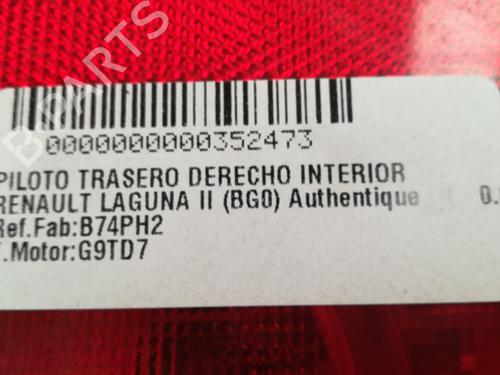 B PARTS
0000000000352473
PILOTO TRASERO DERECHO INTERIOR
RENAULT LAGUNA II (BG0) Authentique
Ref.Fab:B74PH2
.Motor:G9TD7